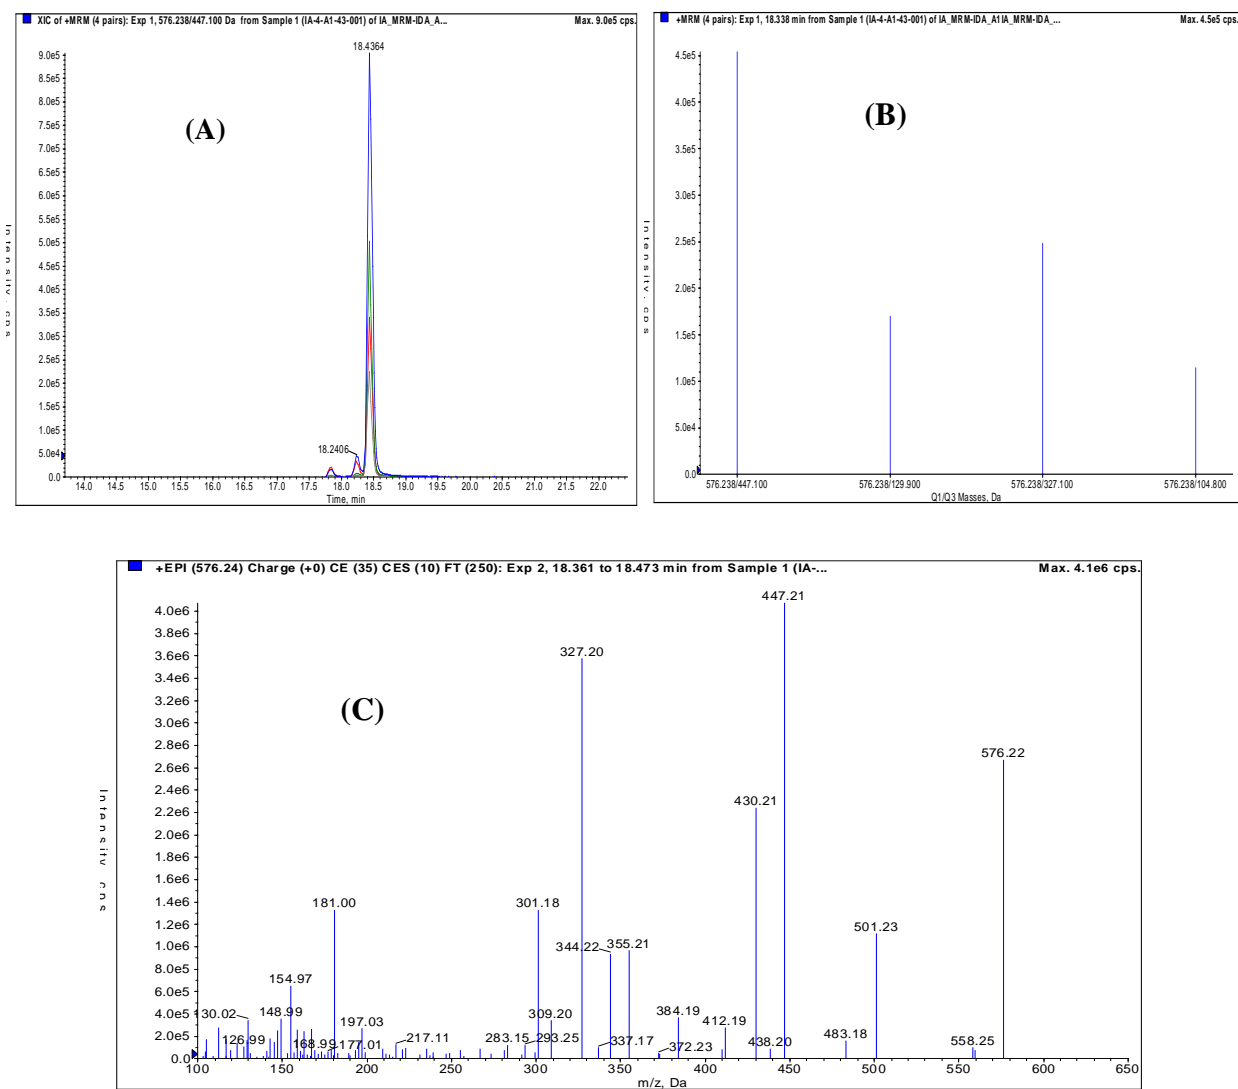 XIC of +MRM (4 pairs): Exp 1, 576.238/447.100 Da from Sample 1 (IA-4-A1-43-001) of IA_MRM-IDA_A... Max. 9.0e5 cps.
18.4364
9.0e5
8.5e5
8.0e5
7.5e5
7.0e5
6.5e5
6.0e5
5.5e5
5.0e5
4.5e5
4.0e5
3.5e5
3.0e5
2.5e5
2.0e5
1.5e5
1.0e5
5.0e4
0.0
(A)
18.2406
Intensity, cps
14.0 14.5 15.0 15.5 16.0 16.5 17.0 17.5 18.0 18.5 19.0 19.5 20.0 20.5 21.0 21.5 22.0
Time, min
+MRM (4 pairs): Exp 1, 18.338 min from Sample 1 (IA-4-A1-43-001) of IA_MRM-IDA_A1IA_MRM-IDA_... Max. 4.5e5 cps.
4.5e5
4.0e5
3.5e5
3.0e5
2.5e5
2.0e5
1.5e5
1.0e5
5.0e4
0.0
(B)
Intensity, cps
576.238/447.100 576.238/129.900 576.238/327.100 576.238/104.800
Q1/Q3 Masses, Da
+EPI (576.24) Charge (+0) CE (35) CES (10) FT (250): Exp 2, 18.361 to 18.473 min from Sample 1 (IA-... Max. 4.1e6 cps.
4.0e6
3.8e6
3.6e6
3.4e6
3.2e6
3.0e6
2.8e6
2.6e6
2.4e6
2.2e6
2.0e6
1.8e6
1.6e6
1.4e6
1.2e6
1.0e6
8.0e5
6.0e5
4.0e5
2.0e5
0.0
(C)
Intensity, cps
447.21
327.20
576.22
430.21
181.00
301.18
501.23
344.22
355.21
154.97
130.02
148.99
384.19
309.20
197.03
412.19
126.99
168.99
177.01
217.11
283.15
293.25
337.17
372.23
438.20
483.18
558.25
100 150 200 250 300 350 400 450 500 550 600 650
m/z, Da